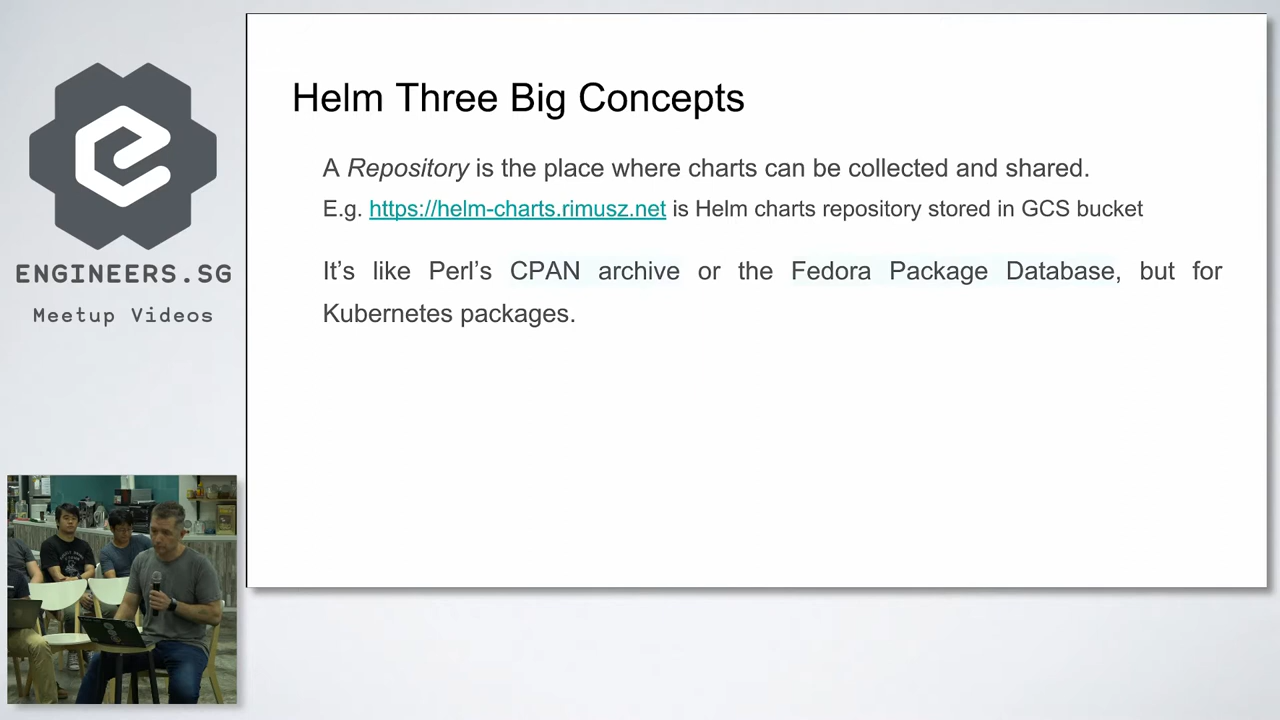 ENGINEERS.SG
Meetup Videos
Helm Three Big Concepts
A Repository is the place where charts can be collected and shared.
E.g. https://helm-charts.rimusz.net is Helm charts repository stored in GCS bucket
It’s like Perl’s CPAN archive or the Fedora Package Database, but for
Kubernetes packages.